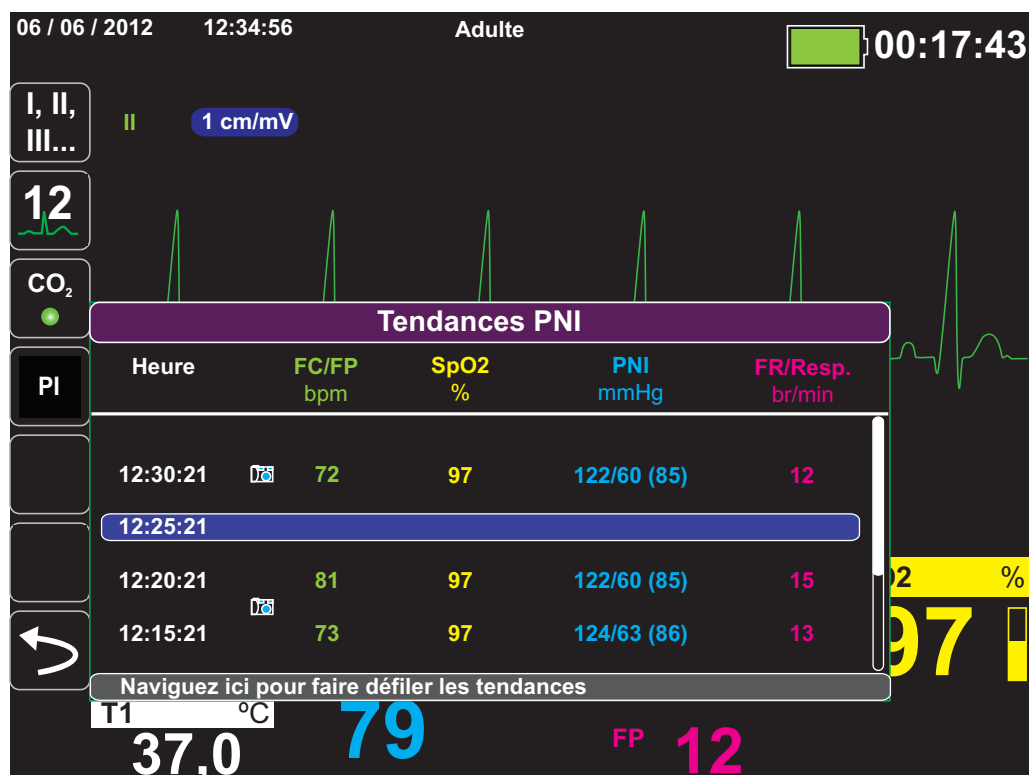 06 / 06 / 2012 12:34:56 Adulte 00:17:43
I, II,
III...
II 1 cm/mV
12
CO2
Tendances PNI
PI
Heure FC/FP SpO2 PNI FR/Resp.
bpm % mmHg br/min
12:30:21 72 97 122/60 (85) 12
12:25:21
12:20:21 81 97 122/60 (85) 15
12:15:21 73 97 124/63 (86) 13
Naviguez ici pour faire défiler les tendances
O2 %
97
T1 ºC
37,0
79
FP 12